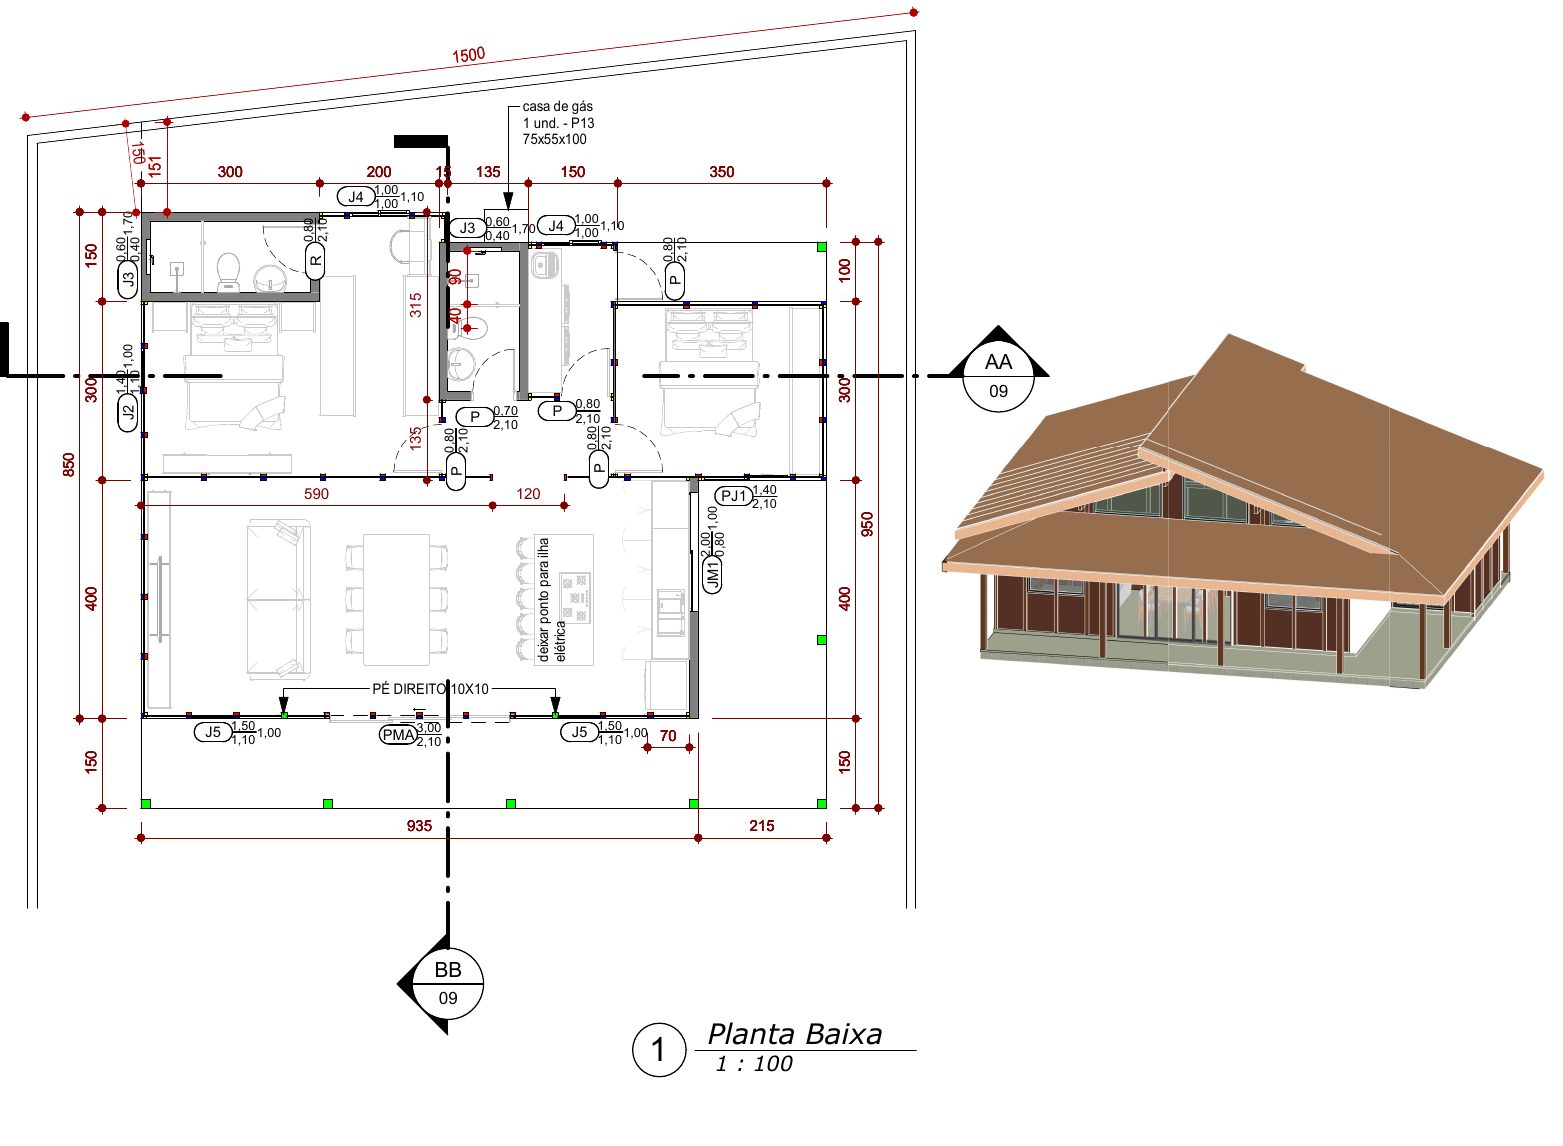 1500
casa de gás
1 und. - P13
75x55x100
150
151
300
200
15
135
150
350
J4
1,00
1,00
1,10
J3
0,60
0,40
1,70
J4
1,00
1,00
1,10
J3
0,60
0,40
1,70
R
0,80
2,10
P
0,80
2,10
150
100
90
40
315
300
850
J2
1,40
1,10
1,00
135
P
0,70
2,10
P
0,80
2,10
P
0,80
2,10
P
0,80
2,10
300
950
AA
09
590
120
PJ1
1,40
2,10
JM1
2,00
0,80
1,00
400
400
deixar ponto para ilha
elétrica
PÉ DIREITO 10X10
J5
1,50
1,10
1,00
PMA
3,00
2,10
J5
1,50
1,10
1,00
70
150
150
935
215
BB
09
1
Planta Baixa
1 : 100